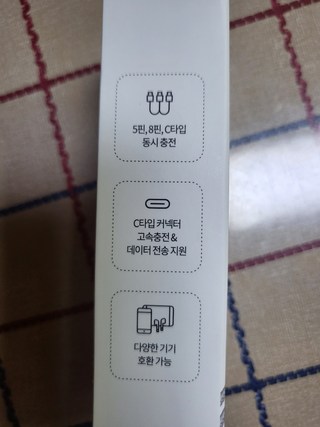 5핀, 8핀, C타입
동시 충전
C타입 커넥터
고속충전 &
데이터 전송 지원
다양한 기기
호환 가능